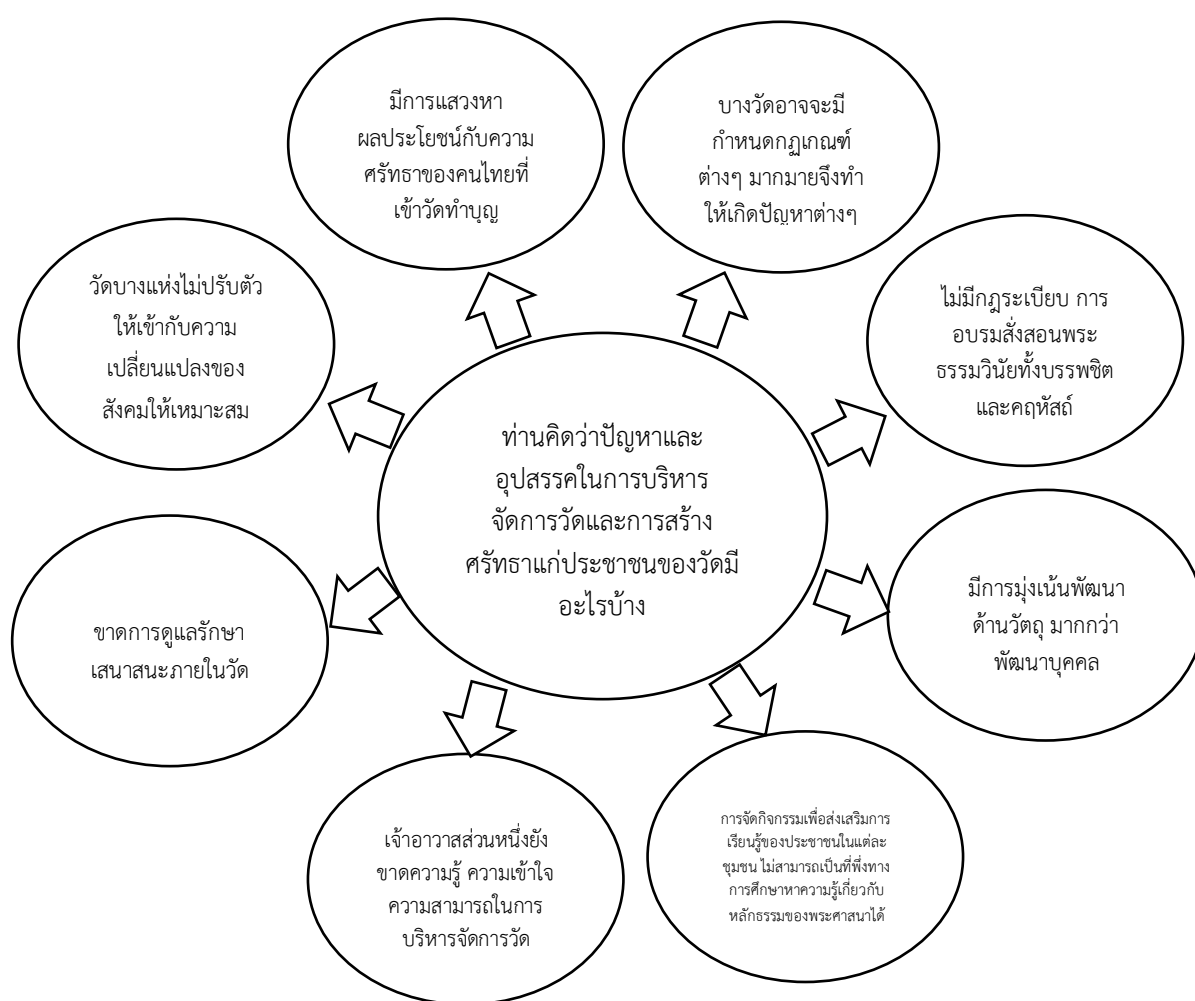 มีการแสวงหา
ผลประโยชน์กับความ
ศรัทธาของคนไทยที่
เข้าวัดทำบุญ
บางวัดอาจจะมี
กำหนดกฏเกณฑ์
ต่างๆ มากมายจึงทำ
ให้เกิดปัญหาต่างๆ
วัดบางแห่งไม่ปรับตัว
ให้เข้ากับความ
เปลี่ยนแปลงของ
สังคมให้เหมาะสม
ไม่มีกฎระเบียบ การ
อบรมสั่งสอนพระ
ธรรมวินัยทั้งบรรพชิต
และคฤหัสถ์
ท่านคิดว่าปัญหาและ
อุปสรรคในการบริหาร
จัดการวัดและการสร้าง
ศรัทธาแก่ประชาชนของวัดมี
อะไรบ้าง
ขาดการดูแลรักษา
เสนาสนะภายในวัด
มีการมุ่งเน้นพัฒนา
ด้านวัตถุ มากกว่า
พัฒนาบุคคล
เจ้าอาวาสส่วนหนึ่งยัง
ขาดความรู้ ความเข้าใจ
ความสามารถในการ
บริหารจัดการวัด
การจัดกิจกรรมเพื่อส่งเสริมการ
เรียนรู้ของประชาชนในแต่ละ
ชุมชน ไม่สามารถเป็นที่พึ่งทาง
การศึกษาหาความรู้เกี่ยวกับ
หลักธรรมของพระศาสนาได้